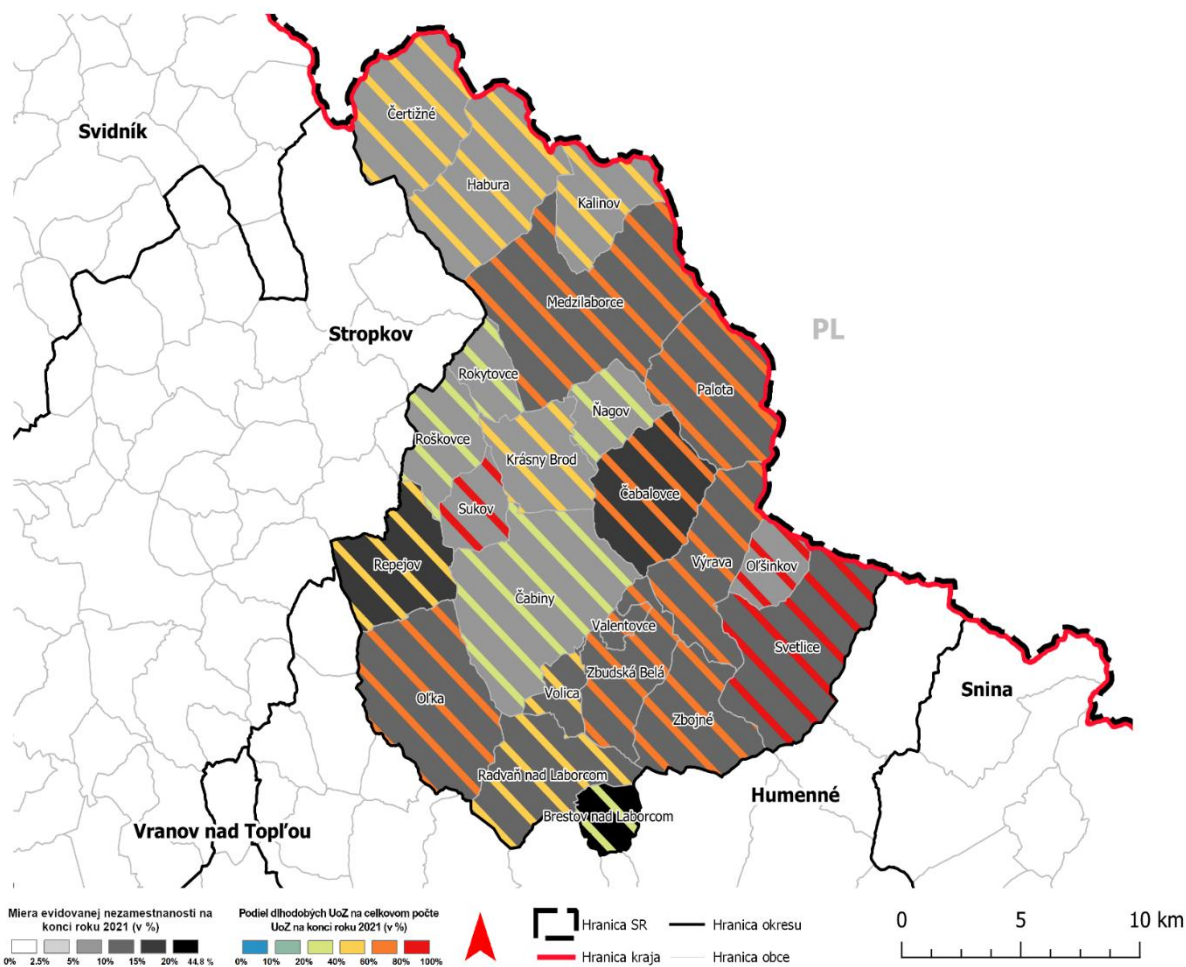 Svidník
Čertižné
Habura
Kalinov
Medzilaborce
PL
Stropkov
Rokytovce
Palota
Ňagov
Roškovce
Krásny Brod
Čabalovce
Sukov
Repejov
Výrava
Oľšinkov
Čabiny
Valentovce
Svetlice
Oľka
Zbudská Belá
Volica
Zbojné
Snina
Radvaň nad Laborcom
Humenné
Brestov nad Laborcom
Vranov nad Topľou
Miera evidovanej nezamestnanosti na
konci roku 2021 (v %)
0% 2.5% 5% 10% 15% 20% 44.8 %
Podiel dlhodobých UoZ na celkovom počte
UoZ na konci roku 2021 (v %)
0% 10% 20% 40% 60% 80% 100%
Hranica SR
Hranica okresu
Hranica kraja
Hranica obce
0 5 10 km